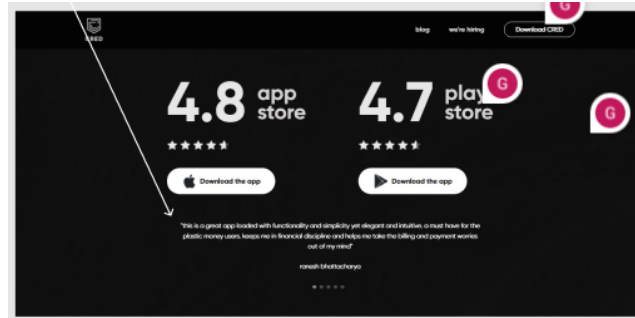 G
CRED
blog we're hiring Download CRED
4.8 app store
4.7 play store
G
G
Download the app
Download the app
"this is a great app loaded with functionality and simplicity yet elegant and intuitive, a must have for the
plastic money users. keeps me in financial discipline and helps me take the billing and payment worries
out of my mind"
ranesh bhattacharya